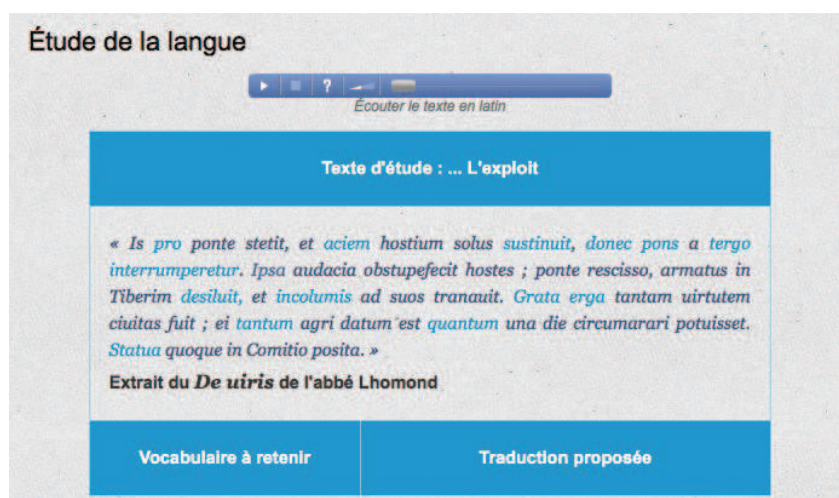 Étude de la langue
?
Écouter le texte en latin
Texte d'étude : ... L'exploit
« Is pro ponte stetit, et aciem hostium solus sustinuit, donec pons a tergo
interrumperetur. Ipsa audacia obstupefecit hostes ; ponte rescisso, armatus in
Tiberim desiluit, et incolumis ad suos tranauit. Grata erga tantam uirtutem
ciuitas fuit ; ei tantum agri datum est quantum una die circumarari potuisset.
Statua quoque in Comitio posita. »
Extrait du De uiris de l'abbé Lhomond
Vocabulaire à retenir
Traduction proposée